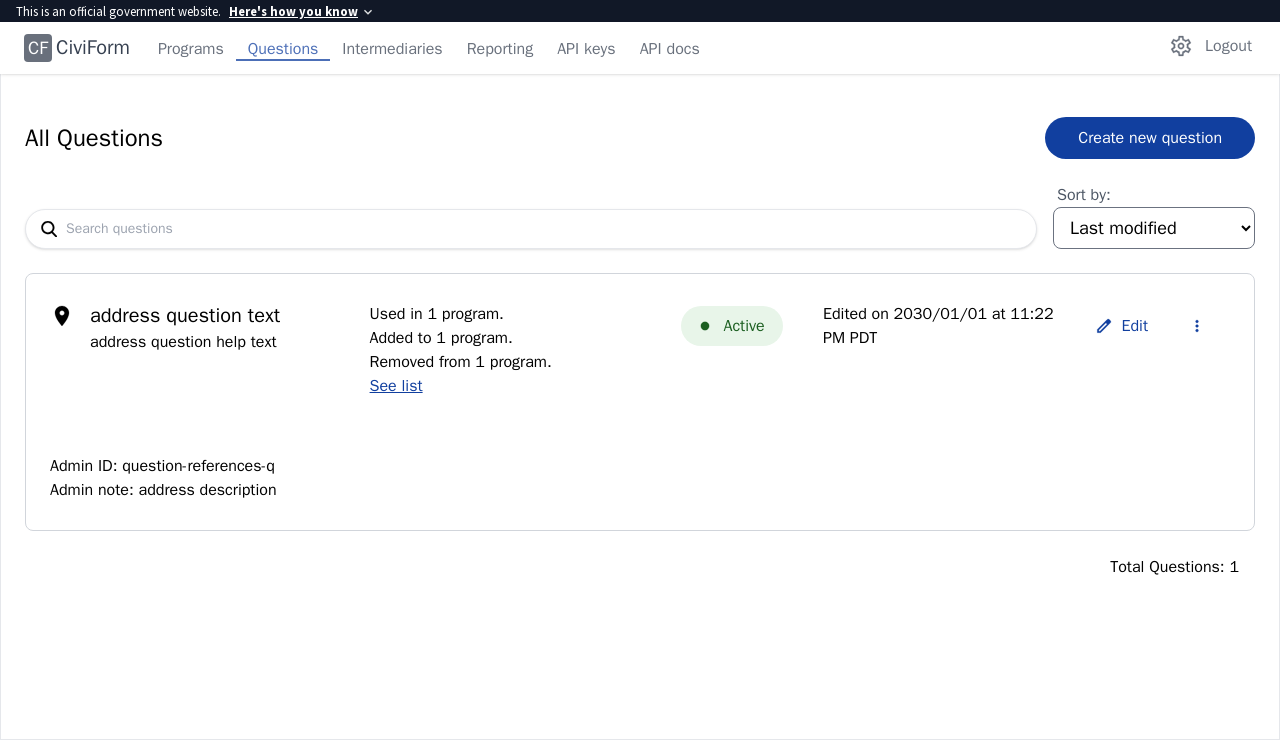 This is an official government website. Here's how you know
CF CiviForm Programs Questions Intermediaries Reporting API keys API docs Logout
All Questions
Create new question
Sort by:
Search questions
Last modified
address question text
address question help text
Used in 1 program.
Added to 1 program.
Removed from 1 program.
See list
Active
Edited on 2030/01/01 at 11:22
PM PDT
Edit
Admin ID: question-references-q
Admin note: address description
Total Questions: 1